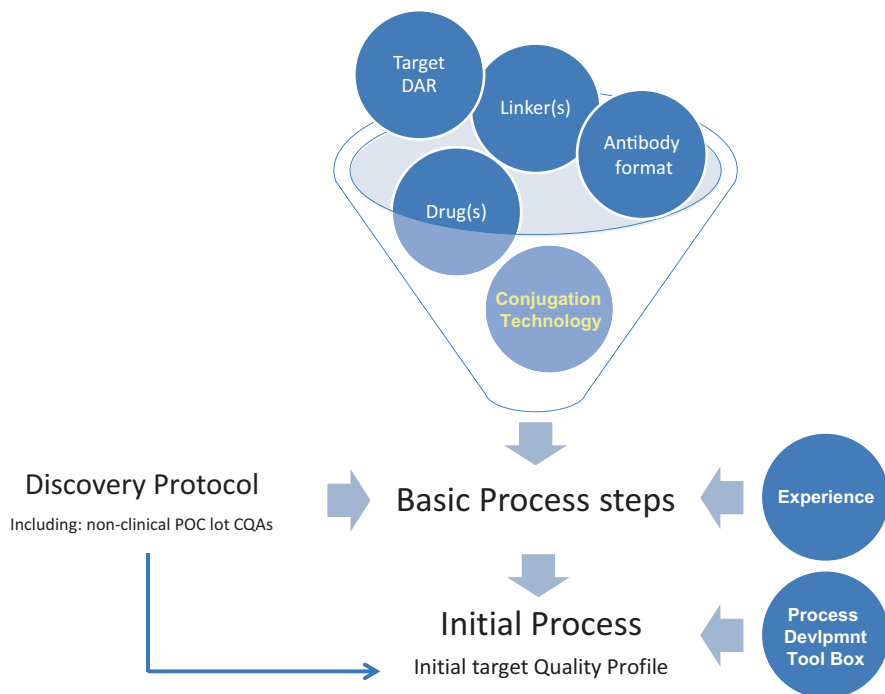 Target
DAR
Linker(s)
Antibody
format
Drug(s)
Conjugation
Technology
Discovery Protocol
Including: non-clinical POC lot CQAs
Basic Process steps
Experience
Initial Process
Initial target Quality Profile
Process
Devlpmnt
Tool Box